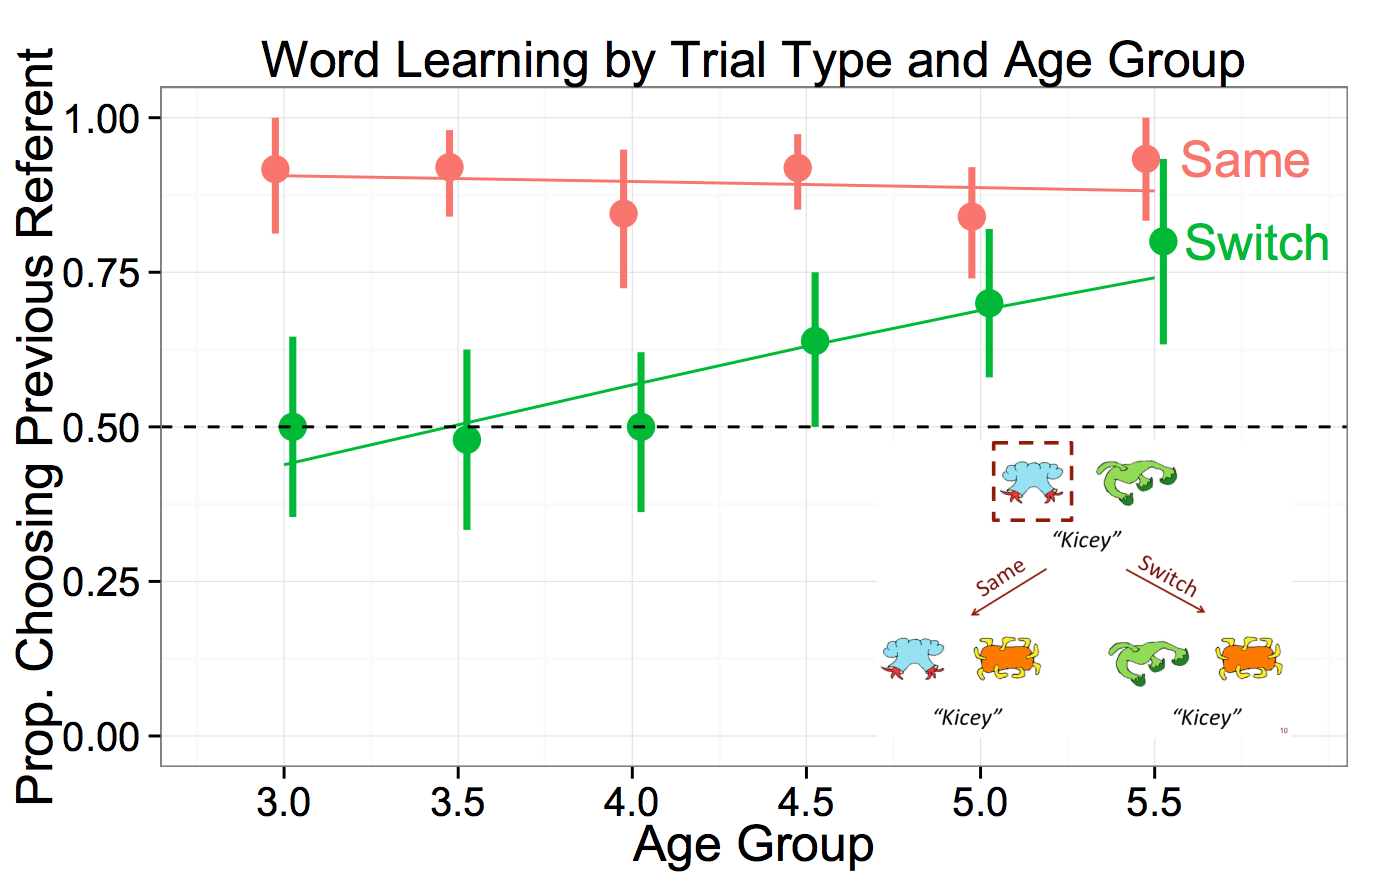 Word Learning by Trial Type and Age Group
Prop. Choosing Previous Referent
1.00
0.75
0.50
0.25
0.00
Same
Switch
“Kicey”
Same
Switch
“Kicey”
“Kicey”
10
3.0
3.5
4.0
4.5
5.0
5.5
Age Group